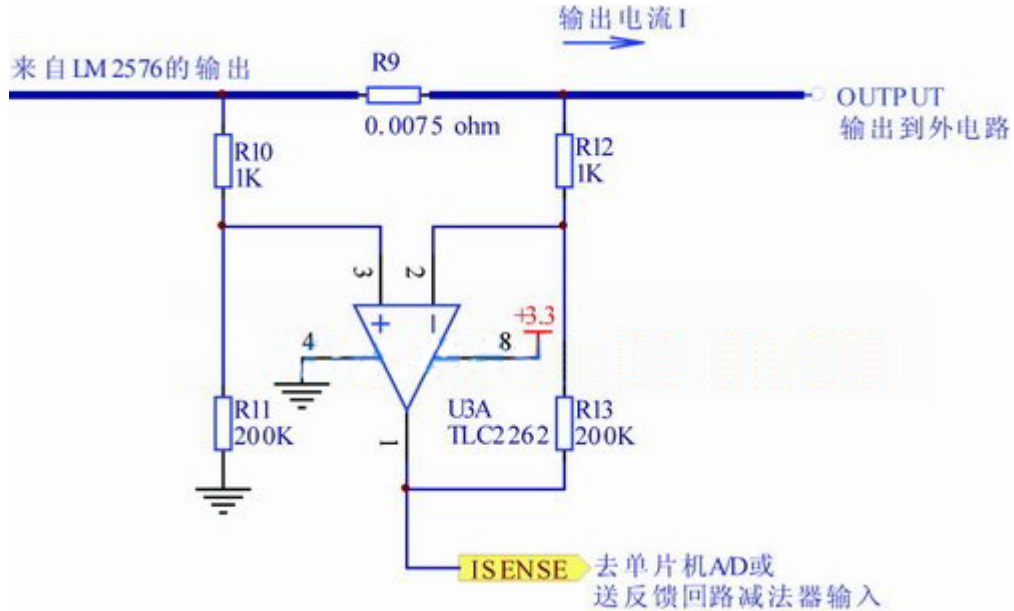 输出电流I
来自LM2576的输出
R9
0.0075 ohm
OUTPUT
输出到外电路
R10
1K
R12
1K
3
2
+
−
+3.3
4
8
R11
200K
U3A
TLC2262
R13
200K
1
ISENSE
去单片机A/D或
送反馈回路减法器输入